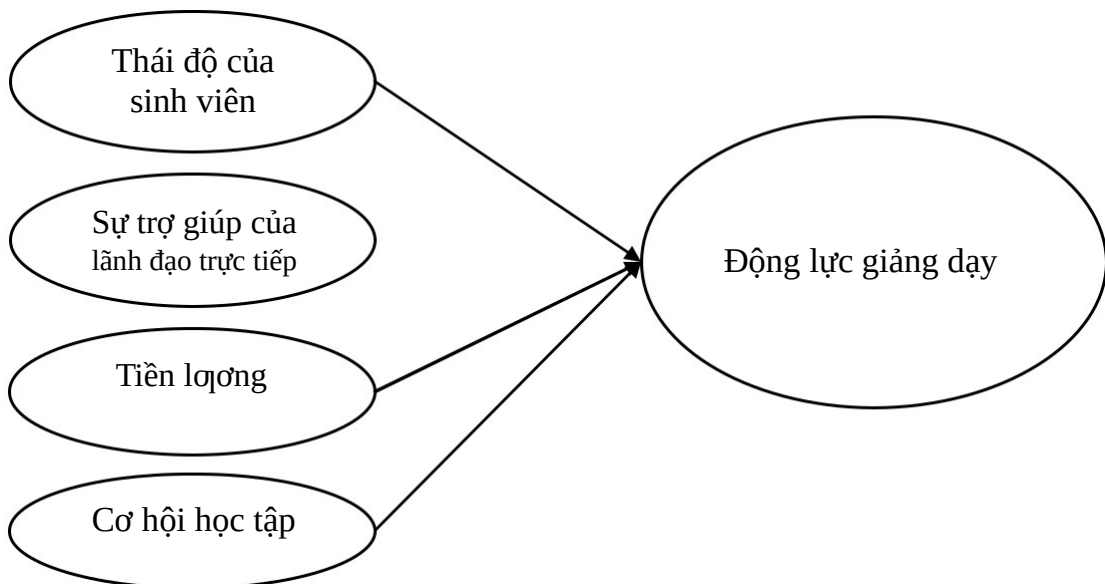 Thái độ của
sinh viên
Sự trợ giúp của
lãnh đạo trực tiếp
Động lực giảng dạy
Tiền lƣơng
Cơ hội học tập